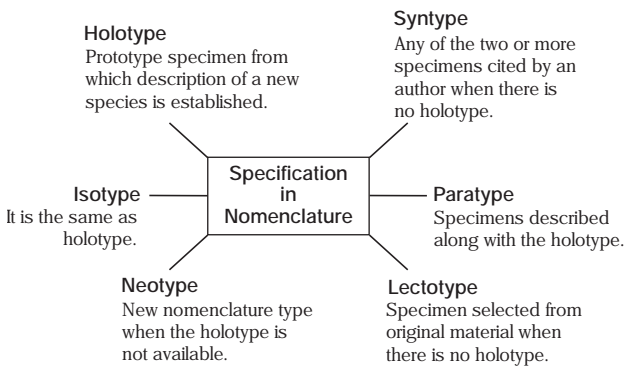 Holotype
Prototype specimen from
which description of a new
species is established.
Syntype
Any of the two or more
specimens cited by an
author when there is
no holotype.
Specification
in
Nomenclature
Isotype
It is the same as
holotype.
Paratype
Specimens described
along with the holotype.
Neotype
New nomenclature type
when the holotype is
not available.
Lectotype
Specimen selected from
original material when
there is no holotype.